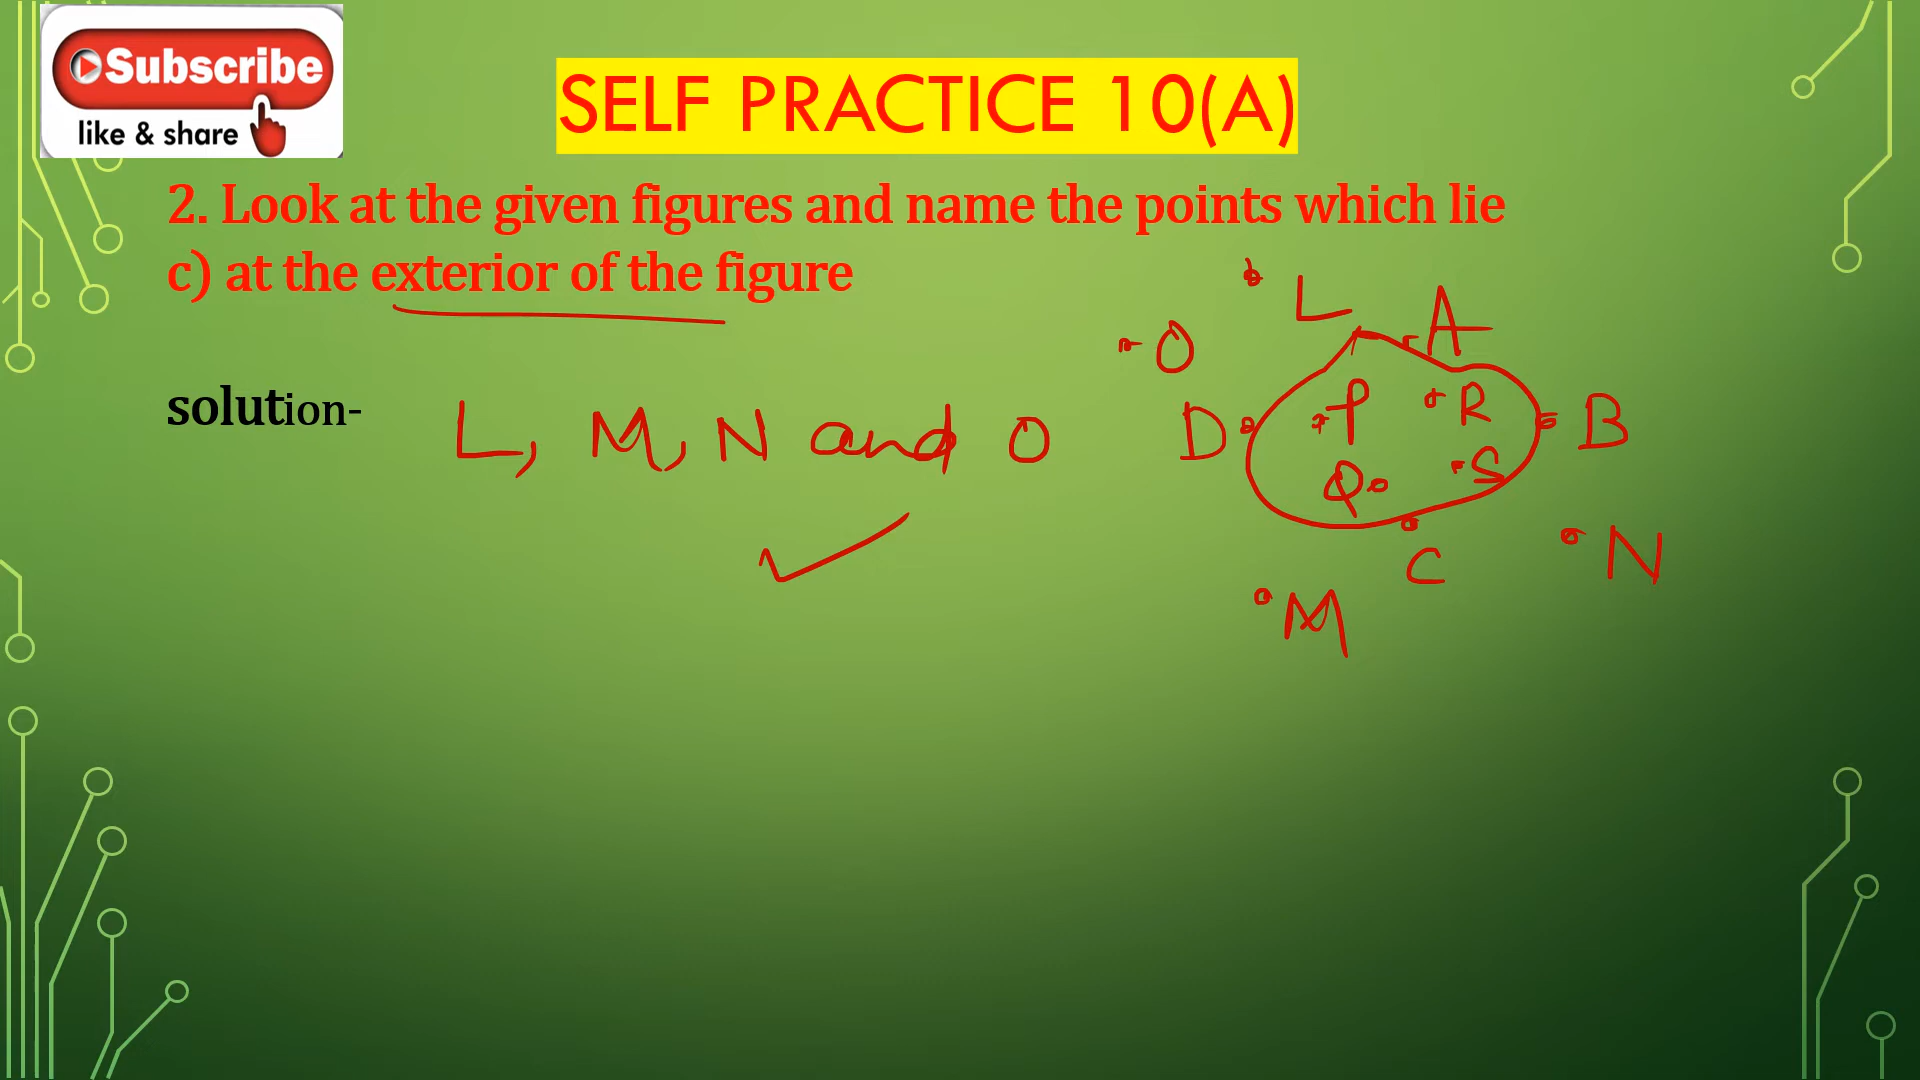 Subscribe
like & share
SELF PRACTICE 10(A)
2. Look at the given figures and name the points which lie
c) at the exterior of the figure
solution- L, M, N and O
L
A
O
P
R
D
B
Q
S
C
N
M